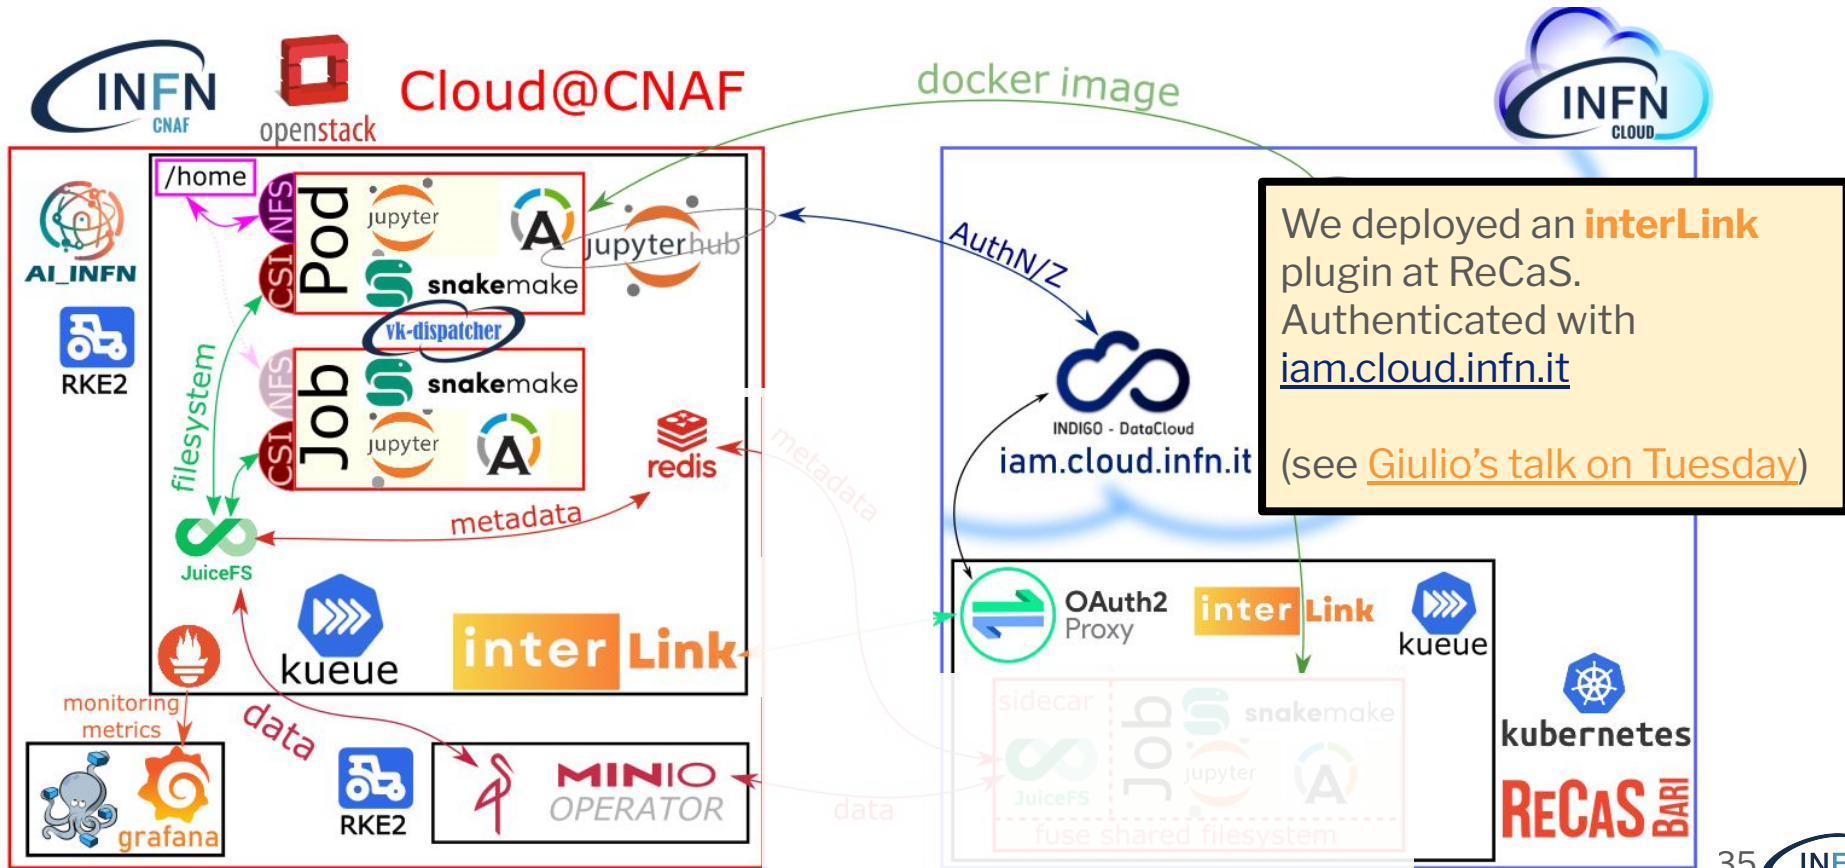 INFN
CNAF
openstack
Cloud@CNAF
docker image
INFN
CLOUD
AI_INFN
RKE2
/home
NFS
CSI
Pod
jupyter
A
snakemake
jupyterhub
vk-dispatcher
NFS
CSI
Job
snakemake
jupyter
A
filesystem
JuiceFS
metadata
redis
metadata
kueue
inter Link
monitoring
metrics
grafana
data
RKE2
MINIO
OPERATOR
data
AuthN/Z
INDIGO - DataCloud
iam.cloud.infn.it
We deployed an interLink
plugin at ReCaS.
Authenticated with
iam.cloud.infn.it
(see Giulio’s talk on Tuesday)
OAuth2
Proxy
inter Link
kueue
sidecar
JuiceFS
Job
snakemake
jupyter
A
fuse shared filesystem
kubernetes
ReCaS
BARI
35